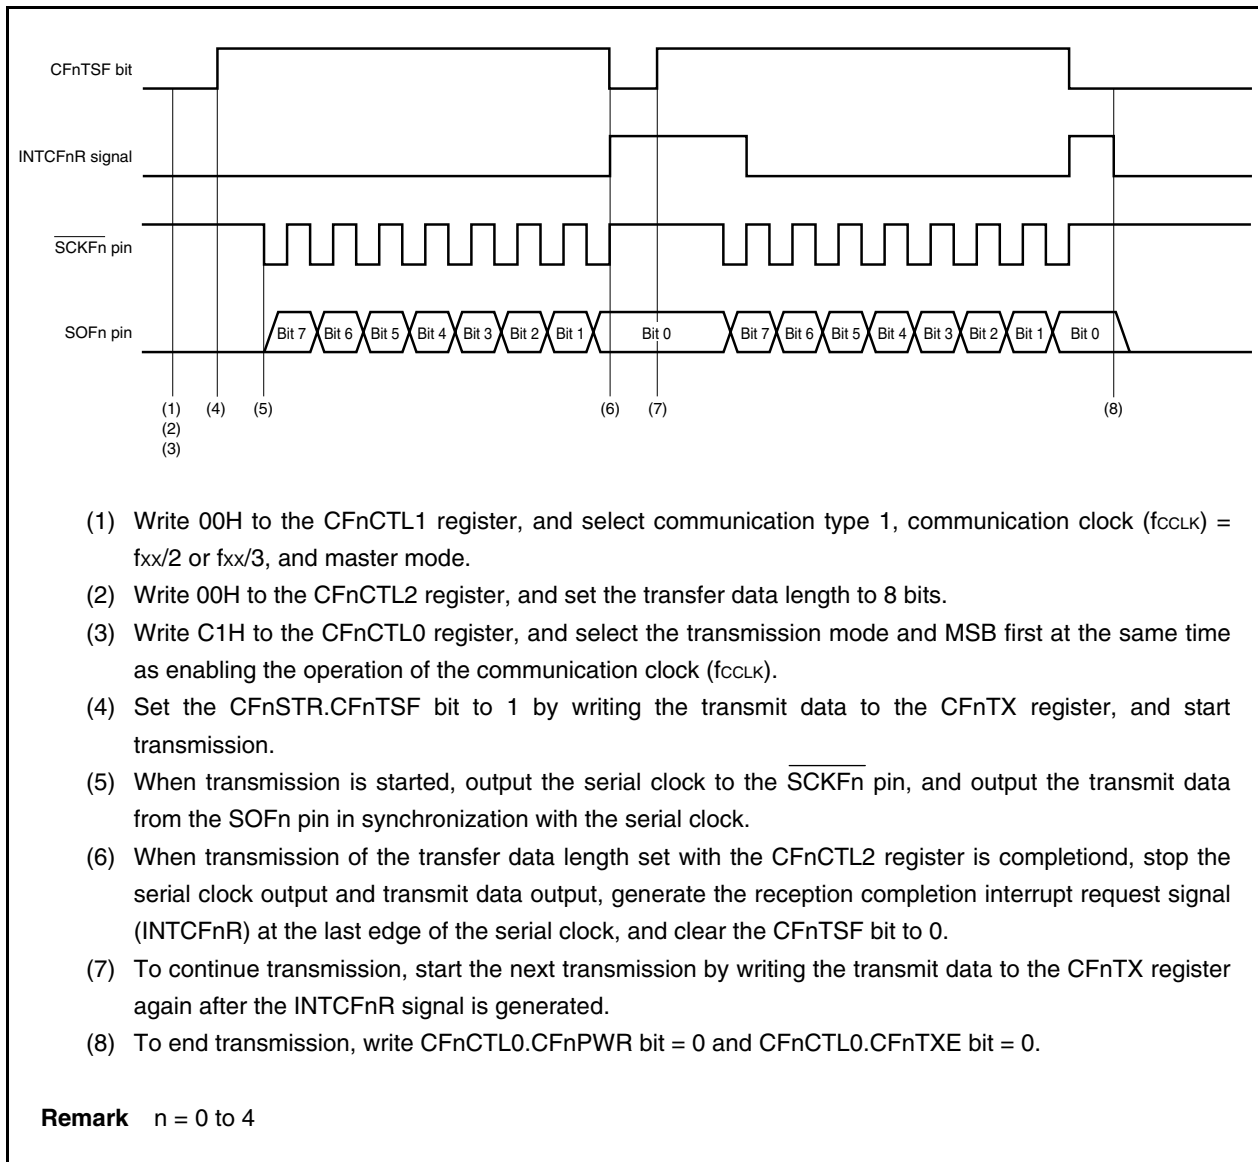 CFnTSF bit
INTCFnR signal
SCKFn pin
SOFn pin
Bit 7 Bit 6 Bit 5 Bit 4 Bit 3 Bit 2 Bit 1 Bit 0 Bit 7 Bit 6 Bit 5 Bit 4 Bit 3 Bit 2 Bit 1 Bit 0
(1) (4) (5) (6) (7) (8)
(2)
(3)
(1) Write 00H to the CFnCTL1 register, and select communication type 1, communication clock (fCCLK) =
fxx/2 or fxx/3, and master mode.
(2) Write 00H to the CFnCTL2 register, and set the transfer data length to 8 bits.
(3) Write C1H to the CFnCTL0 register, and select the transmission mode and MSB first at the same time
as enabling the operation of the communication clock (fCCLK).
(4) Set the CFnSTR.CFnTSF bit to 1 by writing the transmit data to the CFnTX register, and start
transmission.
(5) When transmission is started, output the serial clock to the SCKFn pin, and output the transmit data
from the SOFn pin in synchronization with the serial clock.
(6) When transmission of the transfer data length set with the CFnCTL2 register is completiond, stop the
serial clock output and transmit data output, generate the reception completion interrupt request signal
(INTCFnR) at the last edge of the serial clock, and clear the CFnTSF bit to 0.
(7) To continue transmission, start the next transmission by writing the transmit data to the CFnTX register
again after the INTCFnR signal is generated.
(8) To end transmission, write CFnCTL0.CFnPWR bit = 0 and CFnCTL0.CFnTXE bit = 0.
Remark n = 0 to 4